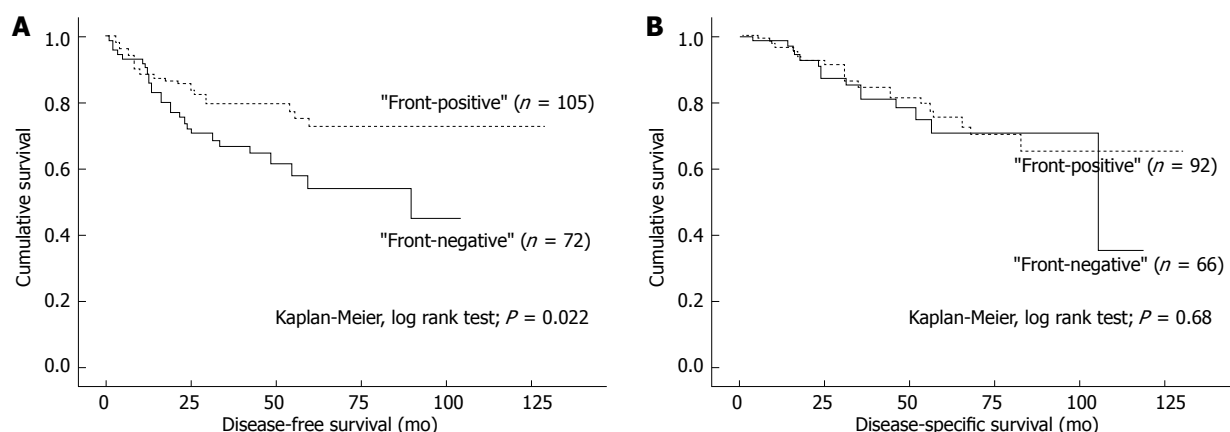 A
1.0
0.8
0.6
0.4
0.2
0.0
Cumulative survival
"Front-positive" (n = 105)
"Front-negative" (n = 72)
Kaplan-Meier, log rank test; P = 0.022
0 25 50 75 100 125
Disease-free survival (mo)
B
1.0
0.8
0.6
0.4
0.2
0.0
Cumulative survival
"Front-positive" (n = 92)
"Front-negative" (n = 66)
Kaplan-Meier, log rank test; P = 0.68
0 25 50 75 100 125
Disease-specific survival (mo)